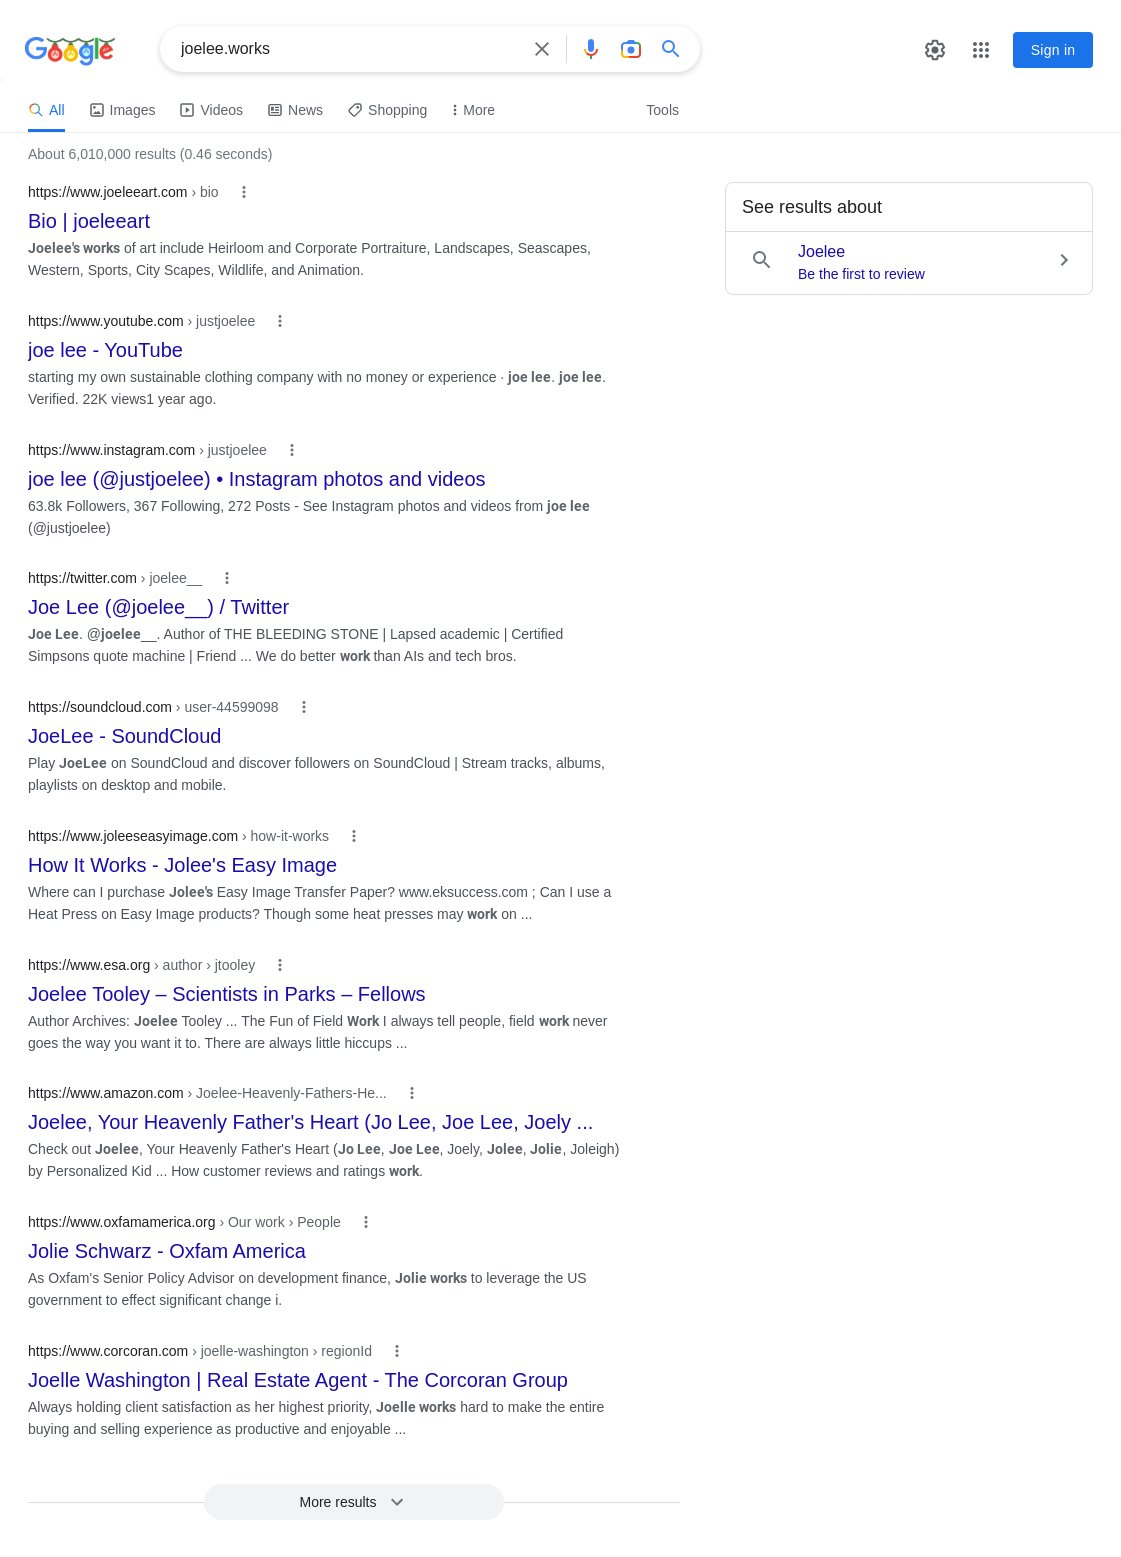 Google
joelee.works
Sign in
All
Images
Videos
News
Shopping
More
Tools
About 6,010,000 results (0.46 seconds)
https://www.joeleeart.com › bio
Bio | joeleeart
Joelee's works of art include Heirloom and Corporate Portraiture, Landscapes, Seascapes,
Western, Sports, City Scapes, Wildlife, and Animation.
https://www.youtube.com › justjoelee
joe lee - YouTube
starting my own sustainable clothing company with no money or experience · joe lee. joe lee.
Verified. 22K views1 year ago.
https://www.instagram.com › justjoelee
joe lee (@justjoelee) • Instagram photos and videos
63.8k Followers, 367 Following, 272 Posts - See Instagram photos and videos from joe lee
(@justjoelee)
https://twitter.com › joelee__
Joe Lee (@joelee__) / Twitter
Joe Lee. @joelee__. Author of THE BLEEDING STONE | Lapsed academic | Certified
Simpsons quote machine | Friend ... We do better work than AIs and tech bros.
https://soundcloud.com › user-44599098
JoeLee - SoundCloud
Play JoeLee on SoundCloud and discover followers on SoundCloud | Stream tracks, albums,
playlists on desktop and mobile.
https://www.joleeseasyimage.com › how-it-works
How It Works - Jolee's Easy Image
Where can I purchase Jolee's Easy Image Transfer Paper? www.eksuccess.com ; Can I use a
Heat Press on Easy Image products? Though some heat presses may work on ...
https://www.esa.org › author › jtooley
Joelee Tooley – Scientists in Parks – Fellows
Author Archives: Joelee Tooley ... The Fun of Field Work I always tell people, field work never
goes the way you want it to. There are always little hiccups ...
https://www.amazon.com › Joelee-Heavenly-Fathers-He...
Joelee, Your Heavenly Father's Heart (Jo Lee, Joe Lee, Joely ...
Check out Joelee, Your Heavenly Father's Heart (Jo Lee, Joe Lee, Joely, Jolee, Jolie, Joleigh)
by Personalized Kid ... How customer reviews and ratings work.
https://www.oxfamamerica.org › Our work › People
Jolie Schwarz - Oxfam America
As Oxfam's Senior Policy Advisor on development finance, Jolie works to leverage the US
government to effect significant change i.
https://www.corcoran.com › joelle-washington › regionId
Joelle Washington | Real Estate Agent - The Corcoran Group
Always holding client satisfaction as her highest priority, Joelle works hard to make the entire
buying and selling experience as productive and enjoyable ...
More results
See results about
Joelee
Be the first to review